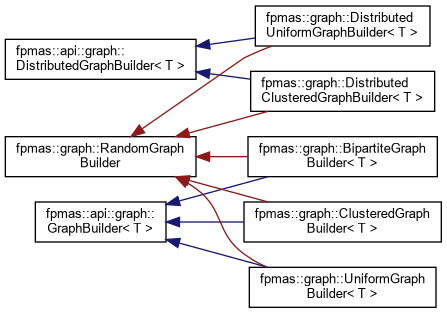 fpmas::api::graph::
DistributedGraphBuilder< T >
fpmas::graph::RandomGraph
Builder
fpmas::api::graph::
GraphBuilder< T >
fpmas::graph::Distributed
UniformGraphBuilder< T >
fpmas::graph::Distributed
ClusteredGraphBuilder< T >
fpmas::graph::BipartiteGraph
Builder< T >
fpmas::graph::ClusteredGraph
Builder< T >
fpmas::graph::UniformGraph
Builder< T >